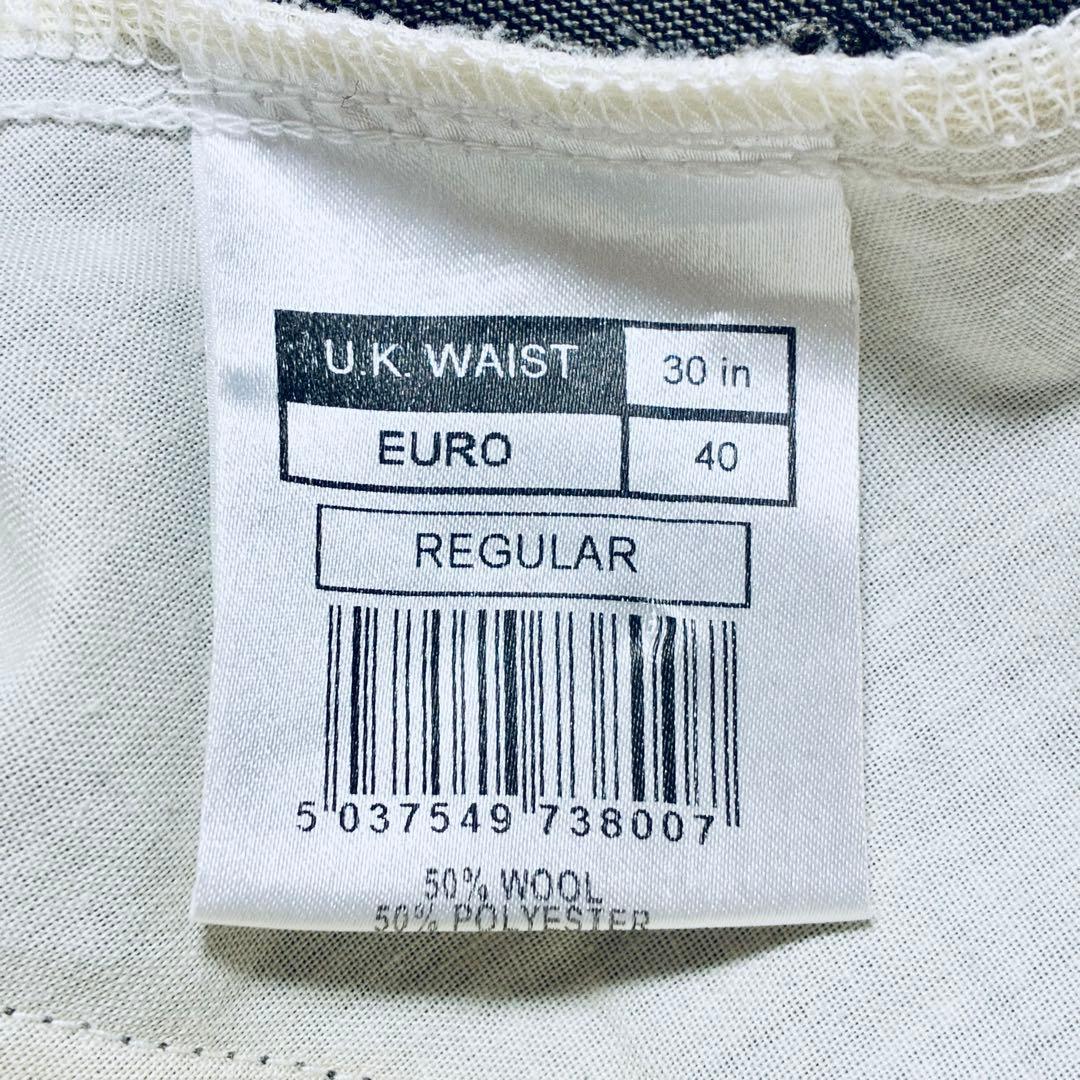 U.K. WAIST 30 in
EURO 40
REGULAR
5 037549 738007
50% WOOL
50% POLYESTER